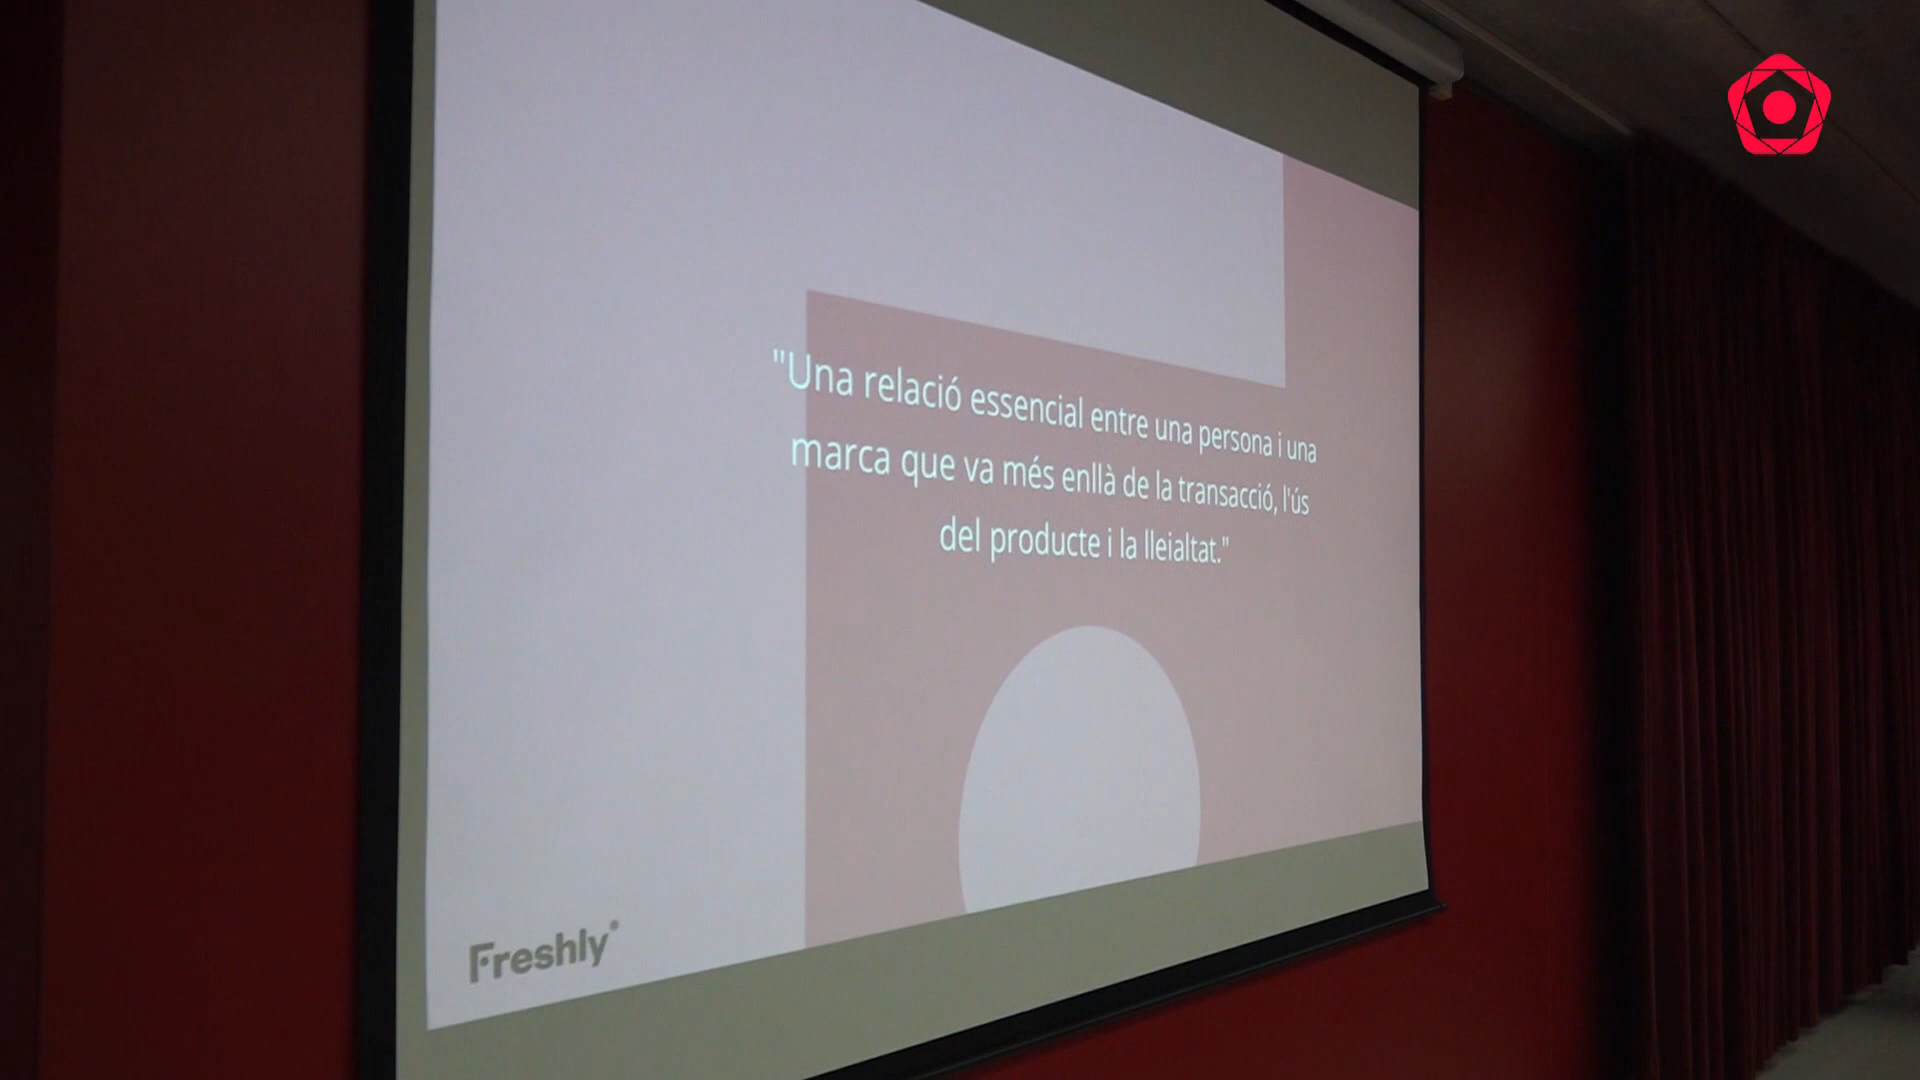 "Una relació essencial entre una persona i una
marca que va més enllà de la transacció, l'ús
del producte i la lleialtat."
Freshly